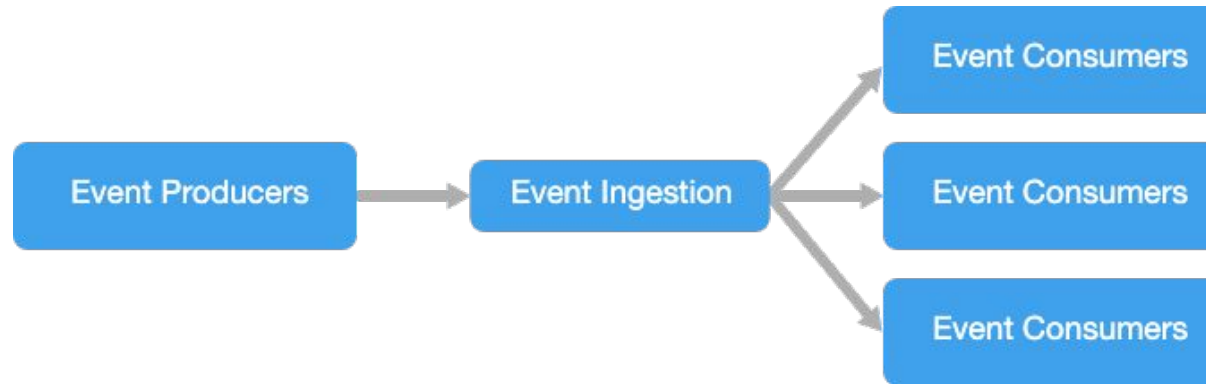 Event Consumers
Event Producers
Event Ingestion
Event Consumers
Event Consumers